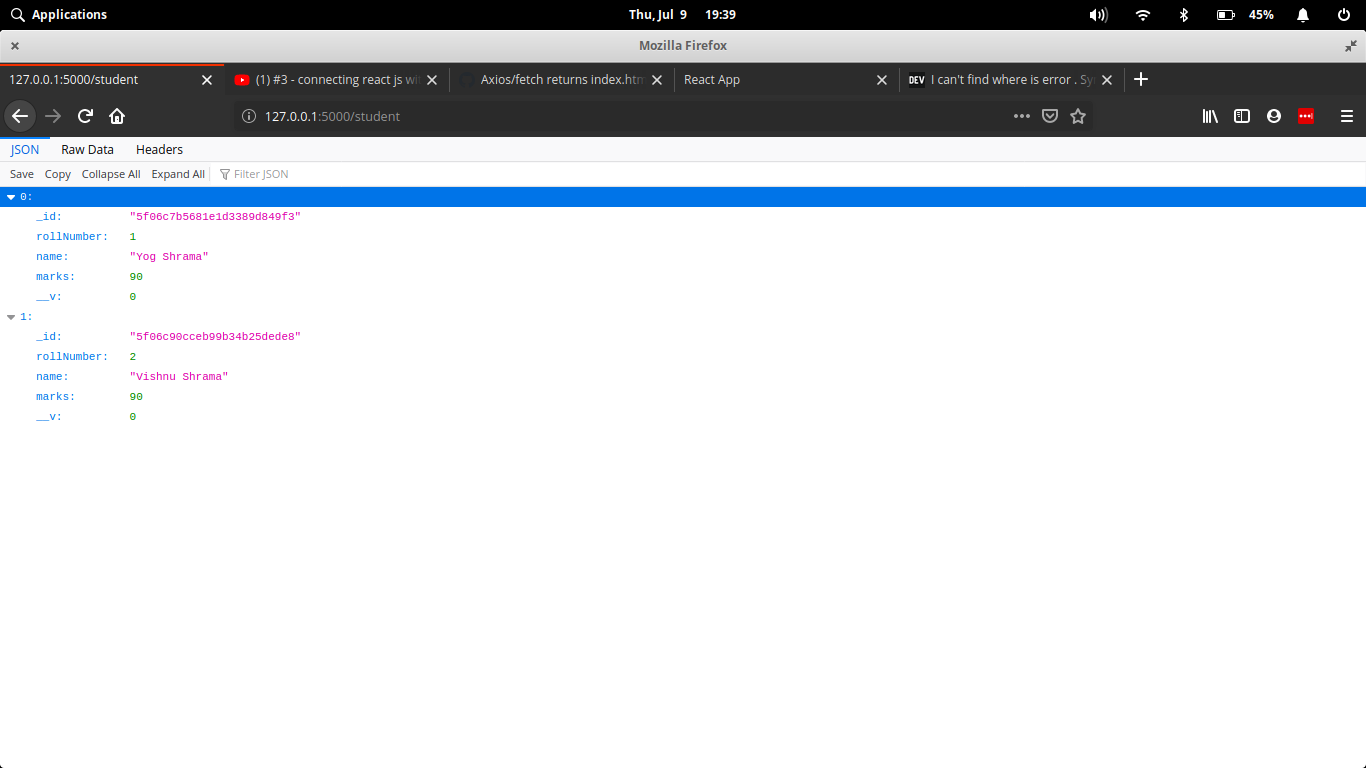 Applications
Thu, Jul 9 19:39
45%
Mozilla Firefox
127.0.0.1:5000/student
(1) #3 - connecting react js wi
Axios/fetch returns index.htm
React App
DEV I can't find where is error . Sy
127.0.0.1:5000/student
JSON Raw Data Headers
Save Copy Collapse All Expand All Filter JSON
0:
_id: "5f06c7b5681e1d3389d849f3"
rollNumber: 1
name: "Yog Shrama"
marks: 90
__v: 0
1:
_id: "5f06c90cceb99b34b25dede8"
rollNumber: 2
name: "Vishnu Shrama"
marks: 90
__v: 0